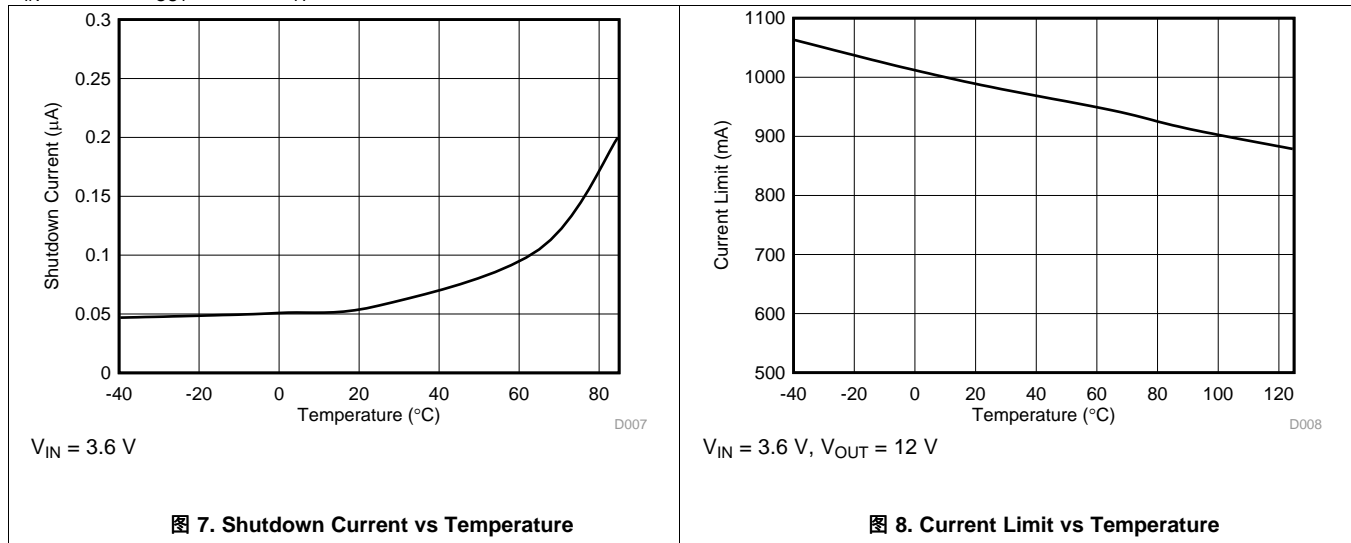 0.3
0.25
0.2
0.15
0.1
0.05
0
Shutdown Current (µA)
-40 -20 0 20 40 60 80
Temperature (°C)
D007
V_IN = 3.6 V
图 7. Shutdown Current vs Temperature
1100
1000
900
800
700
600
500
Current Limit (mA)
-40 -20 0 20 40 60 80 100 120
Temperature (°C)
D008
V_IN = 3.6 V, V_OUT = 12 V
图 8. Current Limit vs Temperature